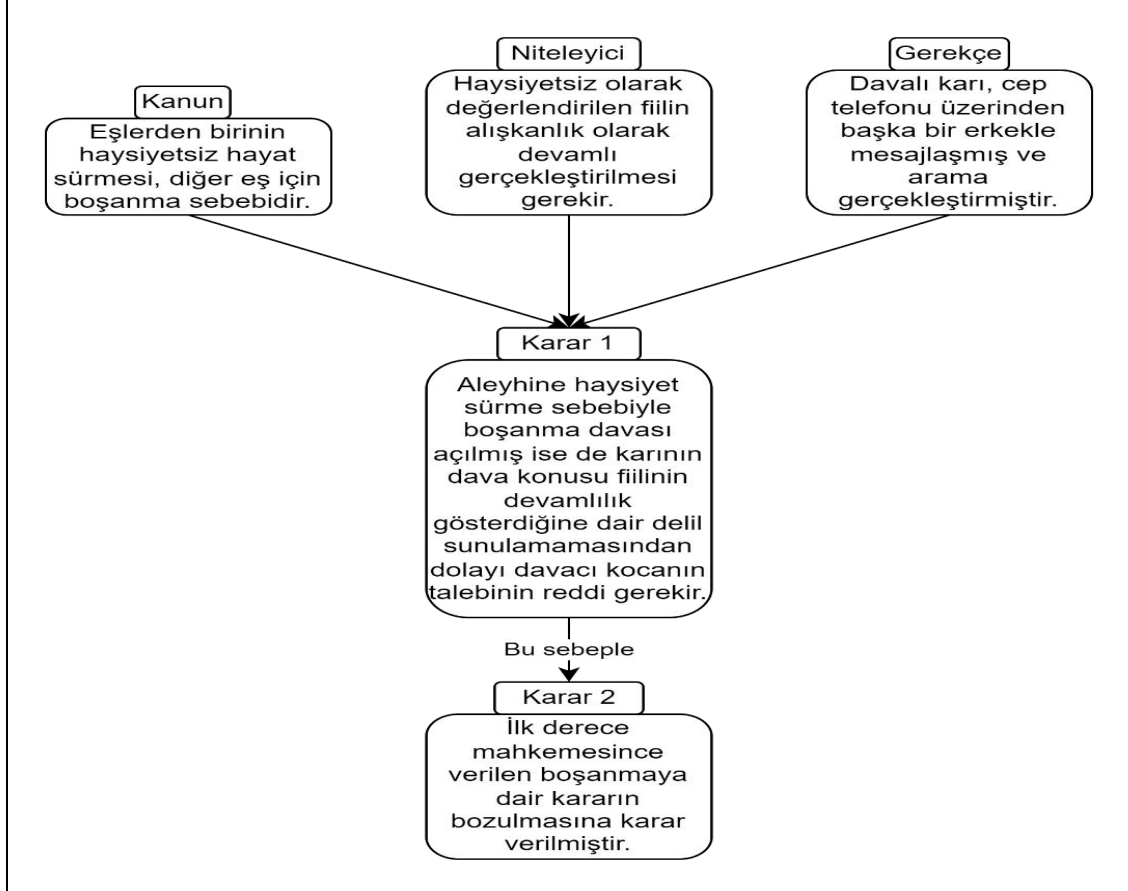 Kanun
Eşlerden birinin
haysiyetsiz hayat
sürmesi, diğer eş için
boşanma sebebidir.
Niteleyici
Haysiyetsiz olarak
değerlendirilen fiilin
alışkanlık olarak
devamlı
gerçekleştirilmesi
gerekir.
Gerekçe
Davalı karı, cep
telefonu üzerinden
başka bir erkekle
mesajlaşmış ve
arama
gerçekleştirmiştir.
Karar 1
Aleyhine haysiyet
sürme sebebiyle
boşanma davası
açılmış ise de karının
dava konusu fiilinin
devamlılık
gösterdiğine dair delil
sunulamamasından
dolayı davacı kocanın
talebinin reddi gerekir.
Bu sebeple
Karar 2
İlk derece
mahkemesince
verilen boşanmaya
dair kararın
bozulmasına karar
verilmiştir.